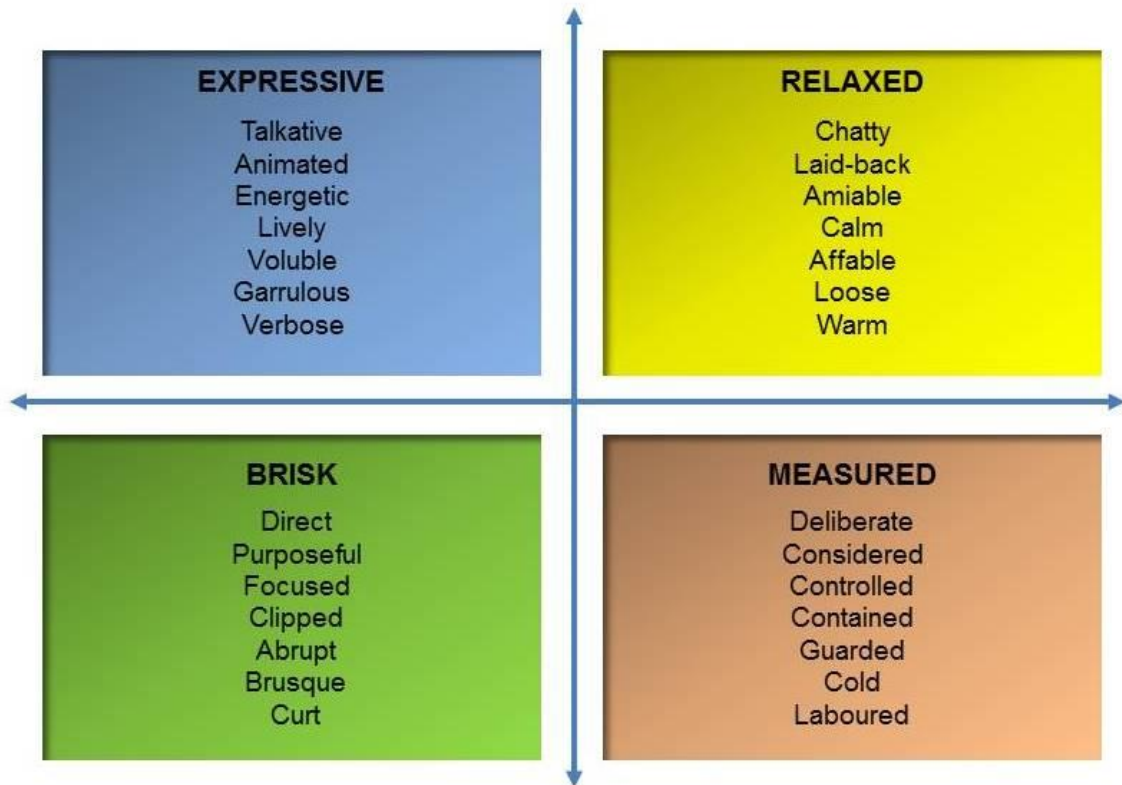 EXPRESSIVE
Talkative
Animated
Energetic
Lively
Voluble
Garrulous
Verbose
RELAXED
Chatty
Laid-back
Amiable
Calm
Affable
Loose
Warm
BRISK
Direct
Purposeful
Focused
Clipped
Abrupt
Brusque
Curt
MEASURED
Deliberate
Considered
Controlled
Contained
Guarded
Cold
Laboured